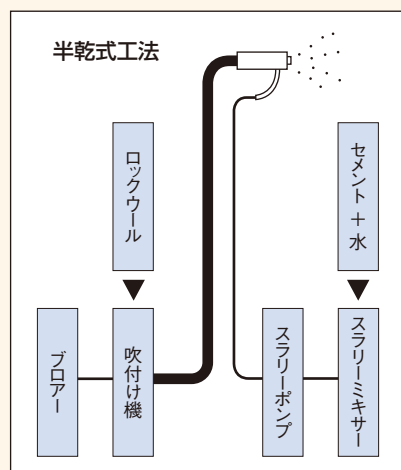 半乾式工法
ロックウール
セメント＋水
ブロアー
吹付け機
スラリーポンプ
スラリーミキサー